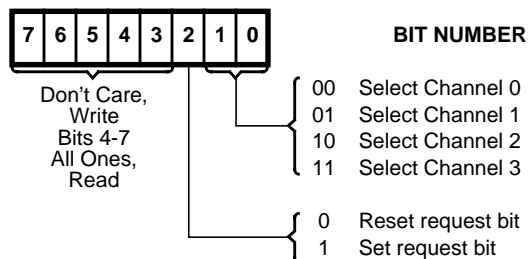 7 6 5 4 3 2 1 0 BIT NUMBER
Don't Care,
Write
Bits 4-7
All Ones,
Read
00 Select Channel 0
01 Select Channel 1
10 Select Channel 2
11 Select Channel 3
0 Reset request bit
1 Set request bit